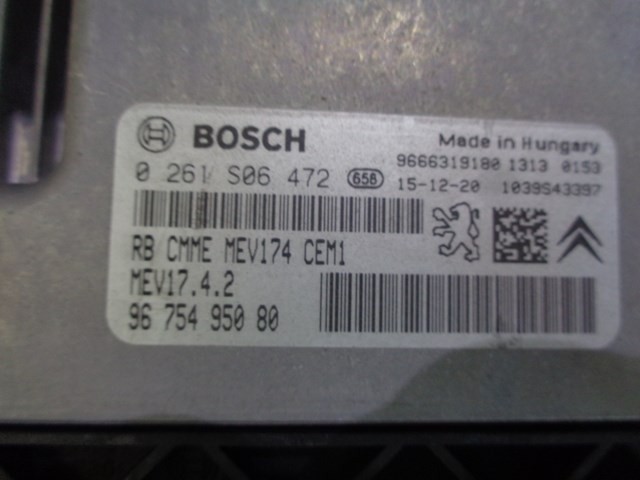 BOSCH
Made in Hungary
9666319180 1313 0153
0 261 S06 472 656 15-12-20 1039S43397
RB CMME MEV174 CEM1
MEV17.4.2
96 754 950 80